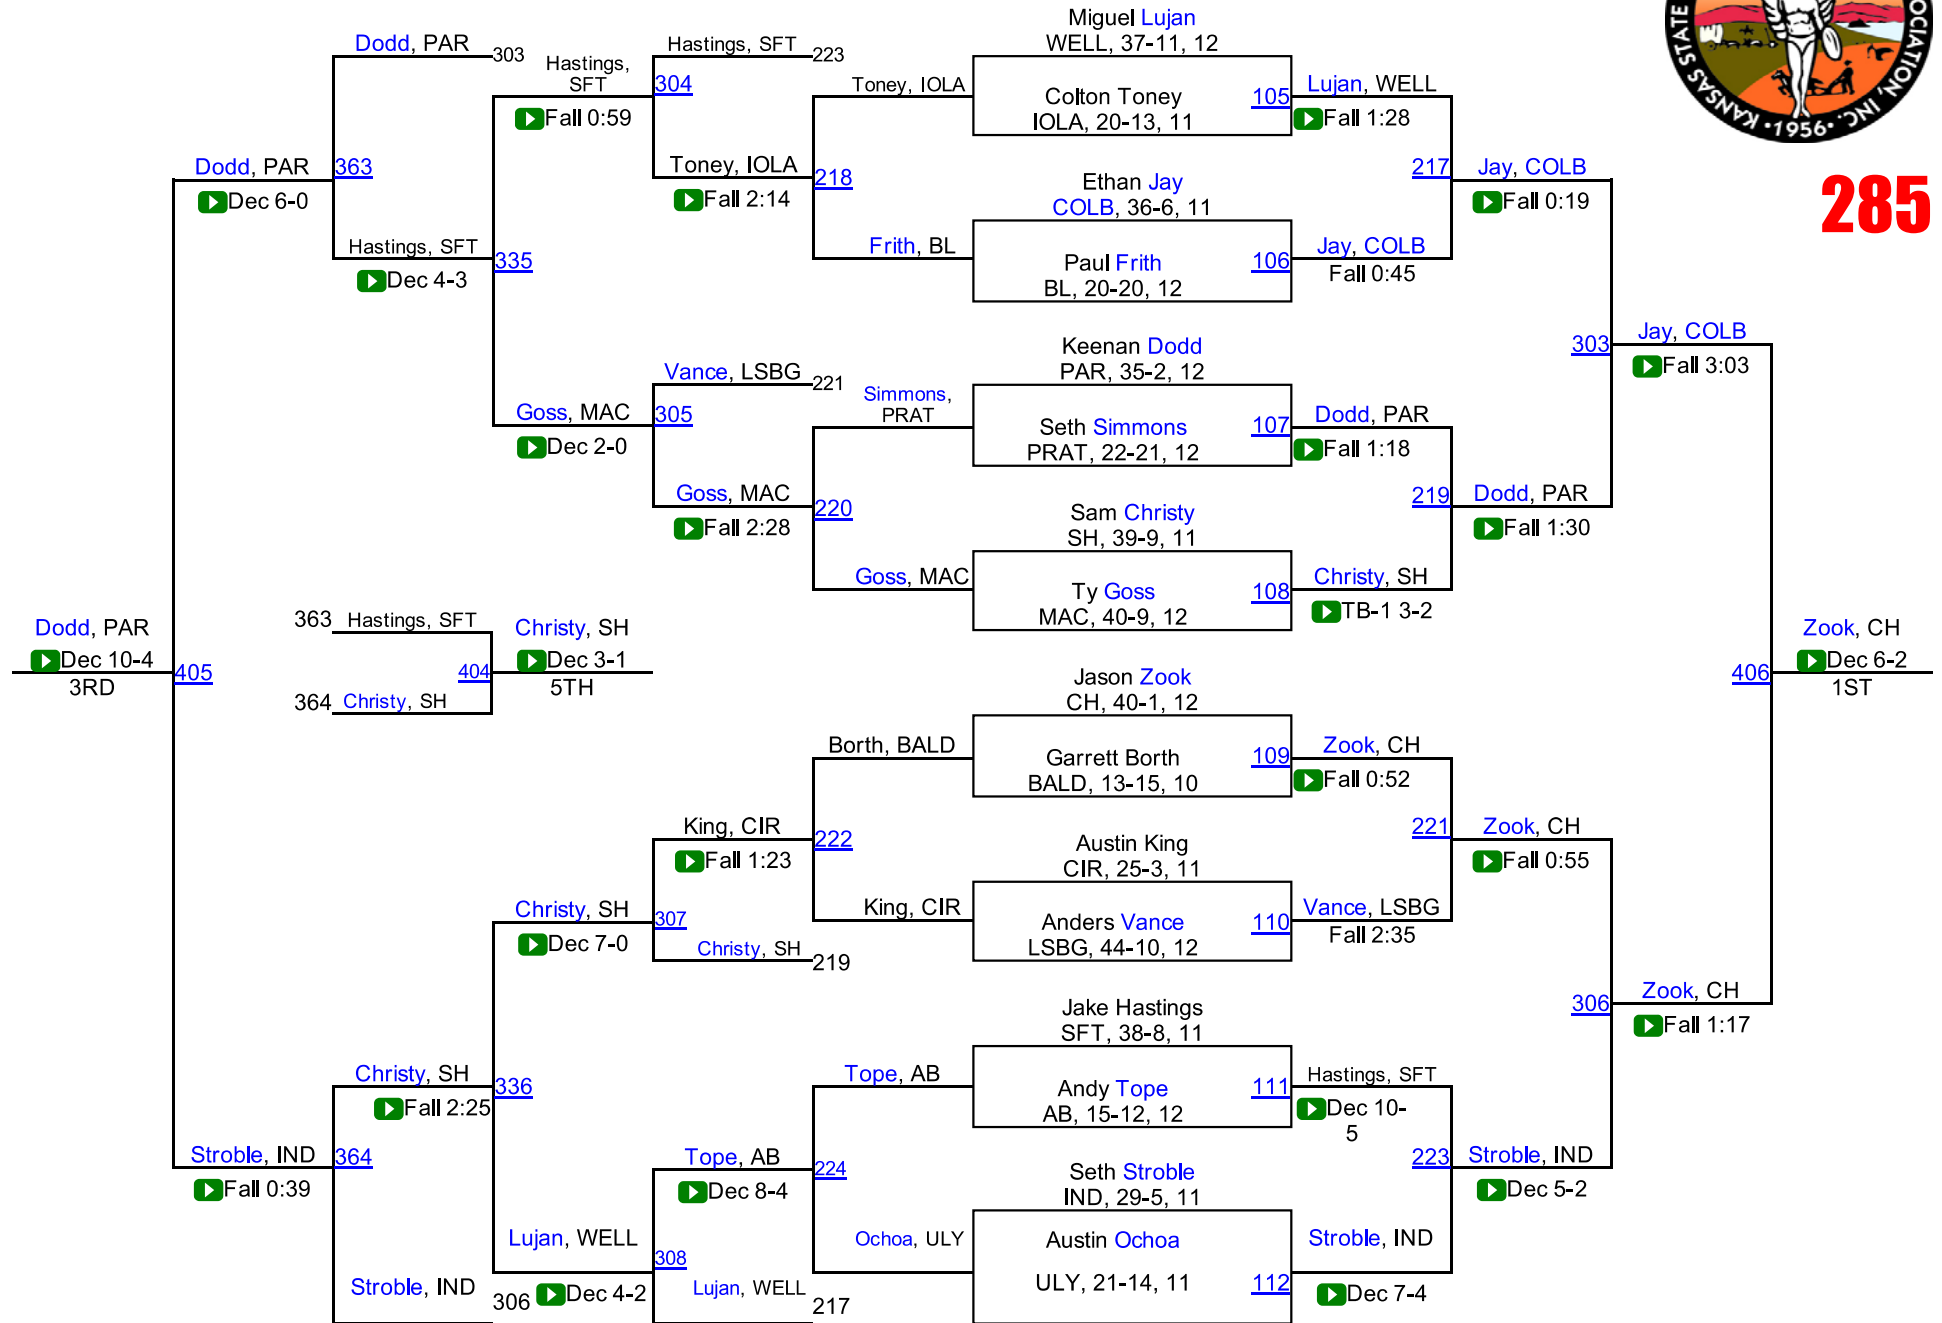 KANSAS STATE
OCIATION, INC.
•1956•
285
Dodd, PAR
303
Hastings,
SFT
304
Fall 0:59
Hastings, SFT
223
Toney, IOLA
Miguel Lujan
WELL, 37-11, 12
Colton Toney
IOLA, 20-13, 11
105
Lujan, WELL
Fall 1:28
Dodd, PAR
363
Dec 6-0
Toney, IOLA
218
Fall 2:14
Ethan Jay
COLB, 36-6, 11
217
Jay, COLB
Fall 0:19
Hastings, SFT
335
Dec 4-3
Frith, BL
Paul Frith
BL, 20-20, 12
106
Jay, COLB
Fall 0:45
Keenan Dodd
PAR, 35-2, 12
303
Jay, COLB
Fall 3:03
Vance, LSBG
221
Simmons,
PRAT
Goss, MAC
305
Dec 2-0
Seth Simmons
PRAT, 22-21, 12
107
Dodd, PAR
Fall 1:18
Goss, MAC
220
Fall 2:28
Sam Christy
SH, 39-9, 11
219
Dodd, PAR
Fall 1:30
Goss, MAC
Ty Goss
MAC, 40-9, 12
108
Christy, SH
TB-1 3-2
Dodd, PAR
Dec 10-4
3RD
405
363
Hastings, SFT
364
Christy, SH
404
Christy, SH
Dec 3-1
5TH
Zook, CH
Dec 6-2
1ST
406
Jason Zook
CH, 40-1, 12
Borth, BALD
Garrett Borth
BALD, 13-15, 10
109
Zook, CH
Fall 0:52
King, CIR
222
Fall 1:23
Austin King
CIR, 25-3, 11
221
Zook, CH
Fall 0:55
Christy, SH
307
Dec 7-0
Christy, SH
219
King, CIR
Anders Vance
LSBG, 44-10, 12
110
Vance, LSBG
Fall 2:35
Jake Hastings
SFT, 38-8, 11
306
Zook, CH
Fall 1:17
Christy, SH
336
Fall 2:25
Tope, AB
Andy Tope
AB, 15-12, 12
111
Hastings, SFT
Dec 10-
5
Stroble, IND
364
Fall 0:39
Tope, AB
224
Dec 8-4
Seth Stroble
IND, 29-5, 11
223
Stroble, IND
Dec 5-2
Lujan, WELL
308
Dec 4-2
Ochoa, ULY
Austin Ochoa
ULY, 21-14, 11
112
Stroble, IND
Dec 7-4
Stroble, IND
306
Lujan, WELL
217